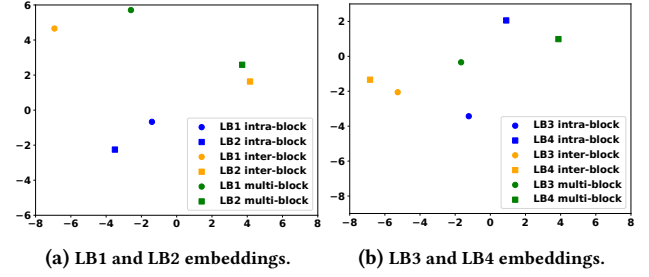 6
4
2
0
−2
−4
−6
−8 −6 −4 −2 0 2 4 6 8
LB1 intra-block
LB2 intra-block
LB1 inter-block
LB2 inter-block
LB1 multi-block
LB2 multi-block
(a) LB1 and LB2 embeddings.
2
0
−2
−4
−6
−8
−8 −6 −4 −2 0 2 4 6 8
LB3 intra-block
LB4 intra-block
LB3 inter-block
LB4 inter-block
LB3 multi-block
LB4 multi-block
(b) LB3 and LB4 embeddings.